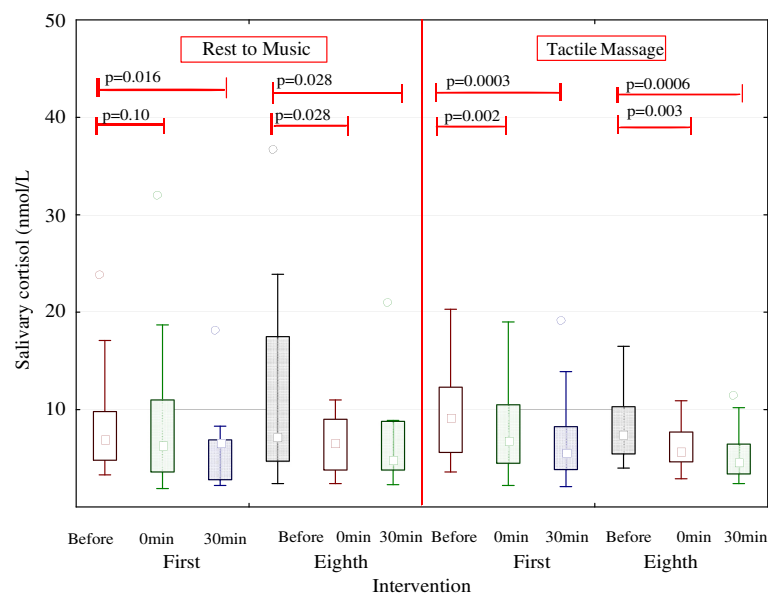 50
Rest to Music
Tactile Massage
p=0.016
p=0.028
p=0.0003
p=0.0006
40
p=0.10
p=0.028
p=0.002
p=0.003
30
20
10
Salivary cortisol (nmol/L
Before 0min 30min Before 0min 30min Before 0min 30min Before 0min 30min
First Eighth First Eighth
Intervention